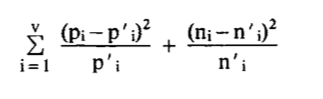 v
Σ (pᵢ−p′ᵢ)² / p′ᵢ + (nᵢ−n′ᵢ)² / n′ᵢ
i=1